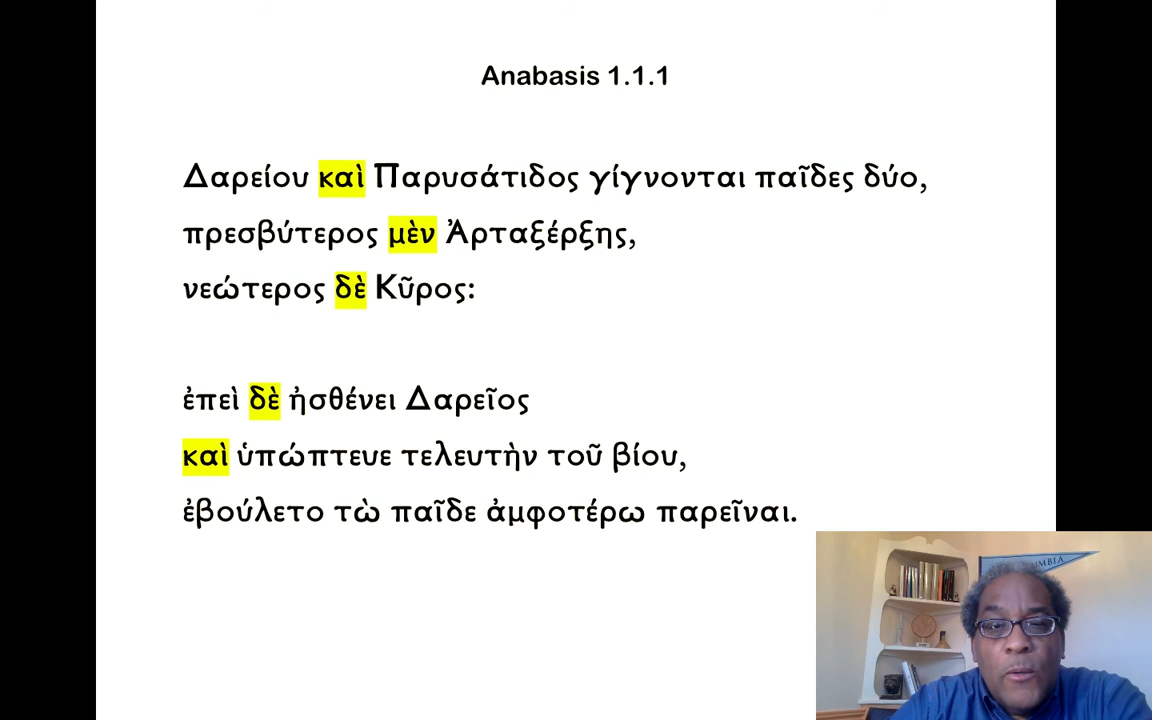 Anabasis 1.1.1
Δαρείου καὶ Παρυσάτιδος γίγνονται παῖδες δύο,
πρεσβύτερος μὲν Ἀρταξέρξης,
νεώτερος δὲ Κῦρος:
ἐπεὶ δὲ ἠσθένει Δαρεῖος
καὶ ὑπώπτευε τελευτὴν τοῦ βίου,
ἐβούλετο τὼ παῖδε ἀμφοτέρω παρεῖναι.